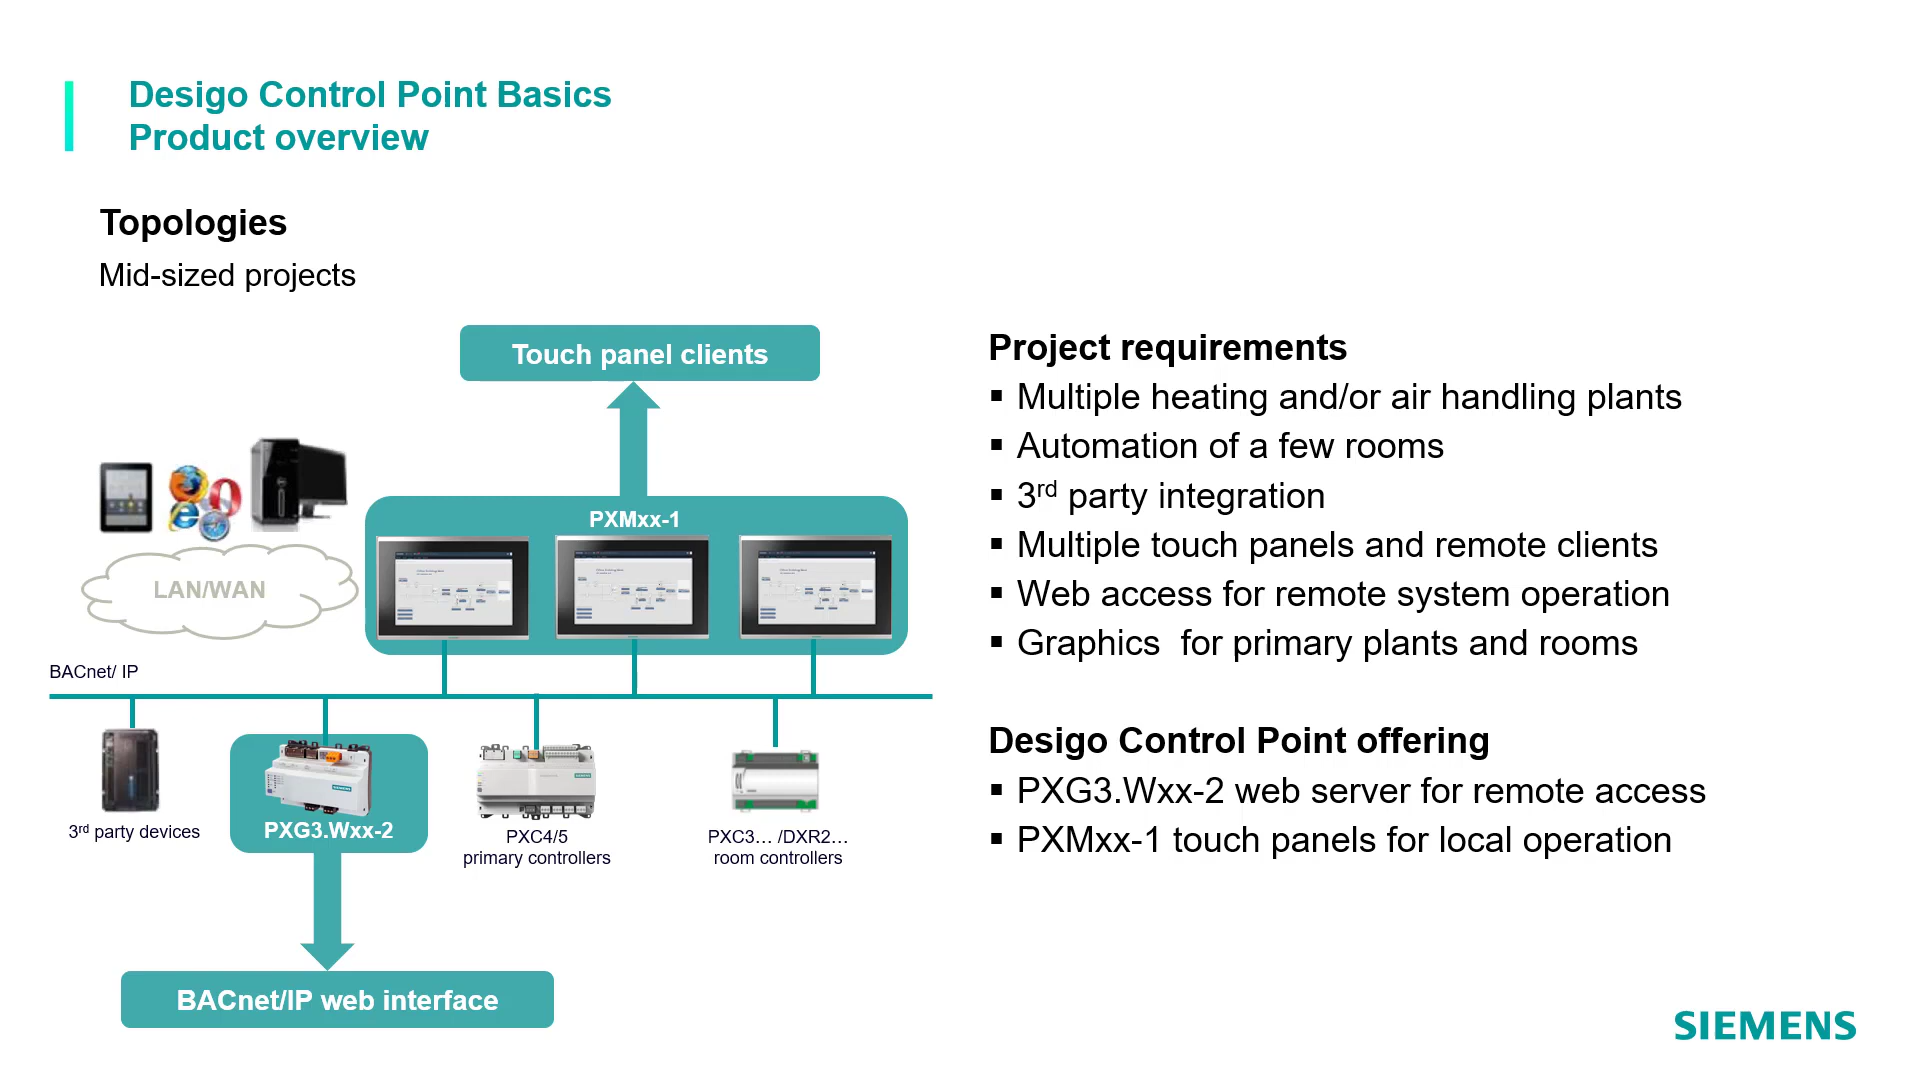 Desigo Control Point Basics
Product overview
Topologies
Mid-sized projects
Touch panel clients
PXMxx-1
LAN/WAN
BACnet/ IP
3rd party devices
PXG3.Wxx-2
PXC4/5
primary controllers
PXC3... /DXR2...
room controllers
BACnet/IP web interface
Project requirements
▪ Multiple heating and/or air handling plants
▪ Automation of a few rooms
▪ 3rd party integration
▪ Multiple touch panels and remote clients
▪ Web access for remote system operation
▪ Graphics  for primary plants and rooms
Desigo Control Point offering
▪ PXG3.Wxx-2 web server for remote access
▪ PXMxx-1 touch panels for local operation
SIEMENS